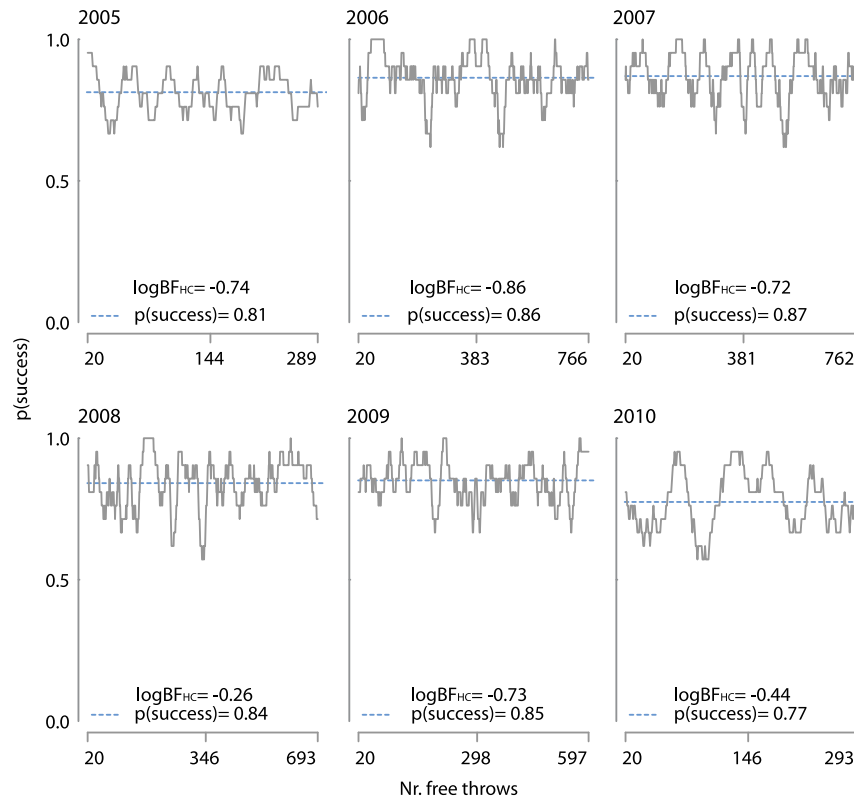 2005
2006
2007
1.0
0.5
0.0
logBFHC= -0.74
p(success)= 0.81
logBFHC= -0.86
p(success)= 0.86
logBFHC= -0.72
p(success)= 0.87
20 144 289
20 383 766
20 381 762
p(success)
2008
2009
2010
1.0
0.5
0.0
logBFHC= -0.26
p(success)= 0.84
logBFHC= -0.73
p(success)= 0.85
logBFHC= -0.44
p(success)= 0.77
20 346 693
20 298 597
20 146 293
Nr. free throws